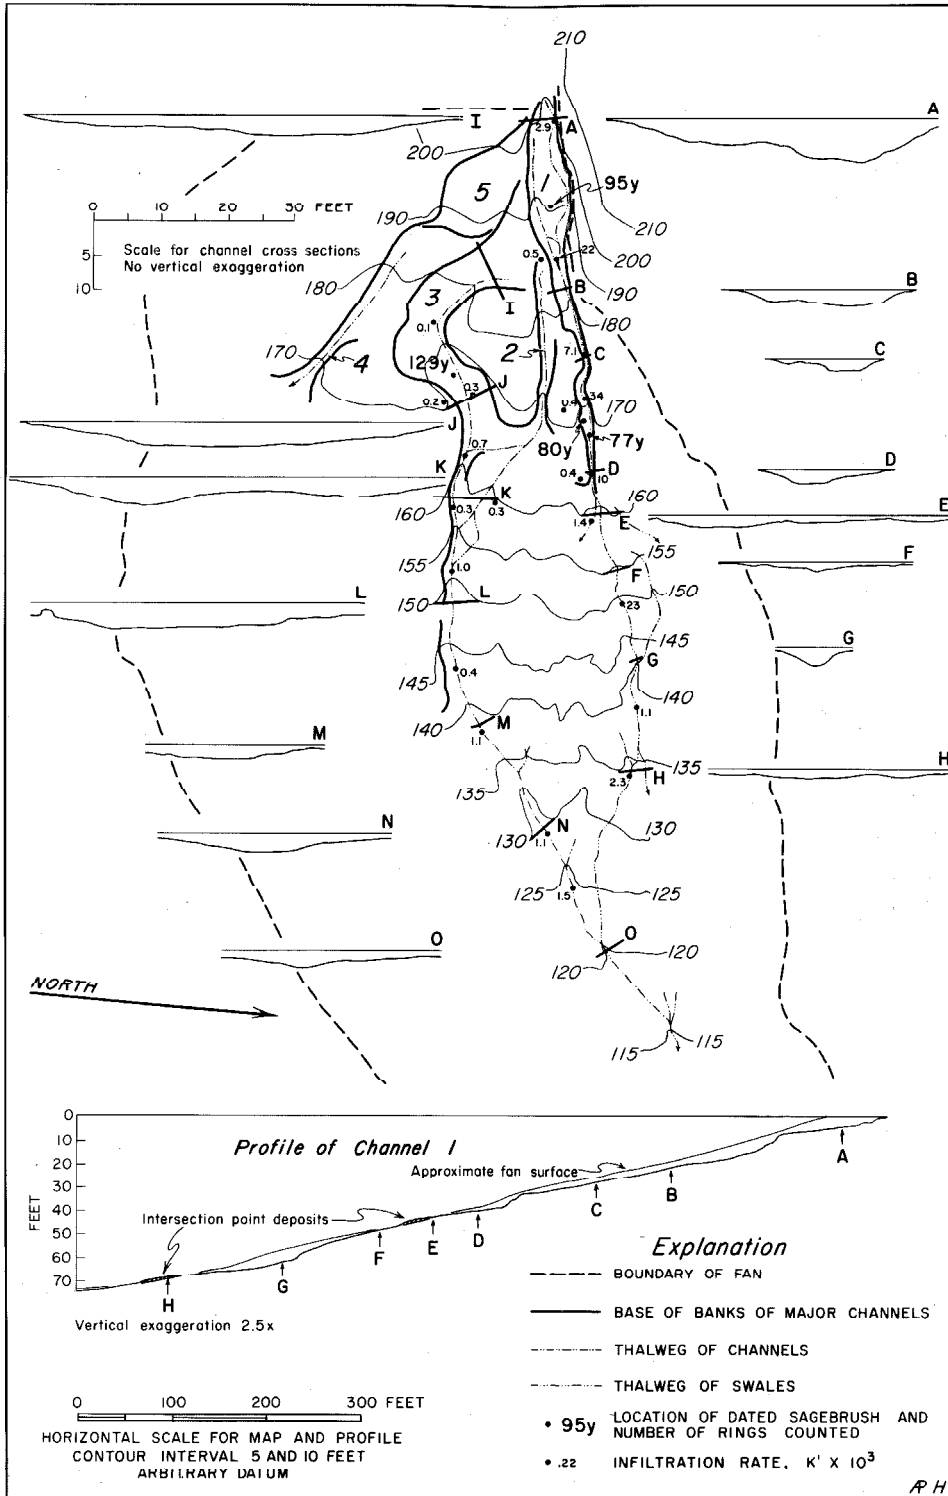 210
I
A
2.9
A
200
5
1
95y
0 10 20 30 FEET
190
210
5
10
Scale for channel cross sections
No vertical exaggeration
0.5
.22
200
180
190
B
B
3
I
180
0.1
2
7.1
C
C
170
4
129y
J
0.3
0.2
0.4
.34
170
J
0.7
80y
77y
K
0.4
D
10
D
K
160
0.3
0.3
160
1.4
E
E
155
155
1.0
F
F
150
L
150
L
23
145
G
145
0.4
G
140
140
M
1.1
M
1.1
135
H
135
H
2.3
135
130
N
130
N
1.1
125
125
1.5
O
O
120
120
NORTH
115
115
0
10
20
30
40
50
60
70
FEET
Profile of Channel 1
Approximate fan surface
A
B
C
Intersection point deposits
D
E
F
G
H
Vertical exaggeration 2.5x
Explanation
BOUNDARY OF FAN
BASE OF BANKS OF MAJOR CHANNELS
THALWEG OF CHANNELS
THALWEG OF SWALES
95y LOCATION OF DATED SAGEBRUSH AND
NUMBER OF RINGS COUNTED
.22 INFILTRATION RATE, K' X 10³
0 100 200 300 FEET
HORIZONTAL SCALE FOR MAP AND PROFILE
CONTOUR INTERVAL 5 AND 10 FEET
ARBITRARY DATUM